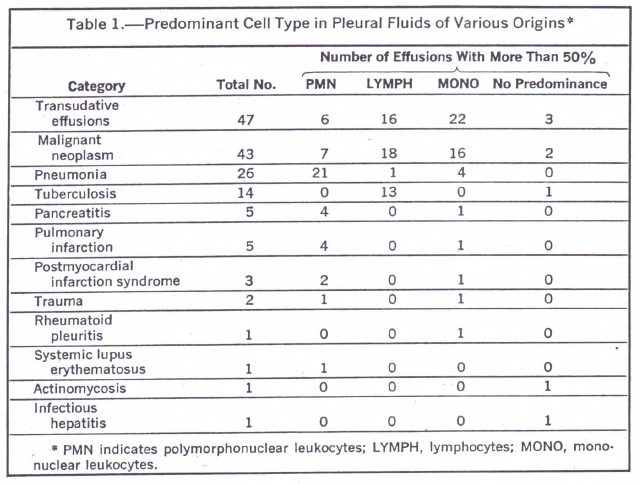 Table 1.—Predominant Cell Type in Pleural Fluids of Various Origins*
Number of Effusions With More Than 50%
Category Total No. PMN LYMPH MONO No Predominance
Transudative
effusions 47 6 16 22 3
Malignant
neoplasm 43 7 18 16 2
Pneumonia 26 21 1 4 0
Tuberculosis 14 0 13 0 1
Pancreatitis 5 4 0 1 0
Pulmonary
infarction 5 4 0 1 0
Postmyocardial
infarction syndrome 3 2 0 1 0
Trauma 2 1 0 1 0
Rheumatoid
pleuritis 1 0 0 1 0
Systemic lupus
erythematosus 1 1 0 0 0
Actinomycosis 1 0 0 0 1
Infectious
hepatitis 1 0 0 0 1
* PMN indicates polymorphonuclear leukocytes; LYMPH, lymphocytes; MONO, mono-
nuclear leukocytes.